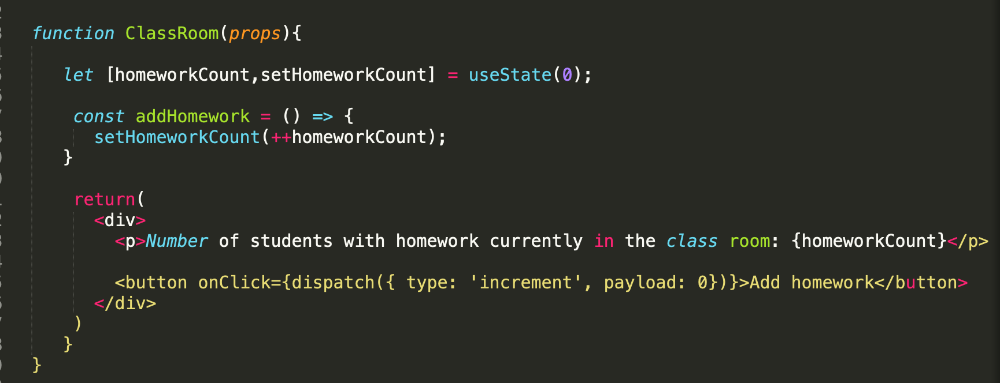 function ClassRoom(props){
let [homeworkCount,setHomeworkCount] = useState(0);
const addHomework = () => {
setHomeworkCount(++homeworkCount);
}
return(
<div>
<p>Number of students with homework currently in the class room: {homeworkCount}</p>
<button onClick={dispatch({ type: 'increment', payload: 0})}>Add homework</button>
</div>
)
}
}